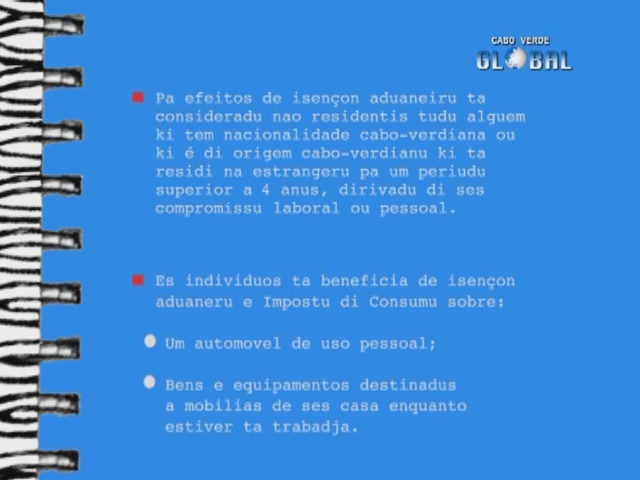 CABO VERDE
GLOBAL
Pa efeitos de isençon aduaneiru ta
consideradu nao residentis tudu alguem
ki tem nacionalidade cabo-verdiana ou
ki é di origem cabo-verdianu ki ta
residi na estrangeru pa um periudu
superior a 4 anus, dirivadu di ses
compromissu laboral ou pessoal.
Es individuos ta beneficia de isençon
aduaneru e Impostu di Consumu sobre:
Um automovel de uso pessoal;
Bens e equipamentos destinadus
a mobilias de ses casa enquanto
estiver ta trabadja.